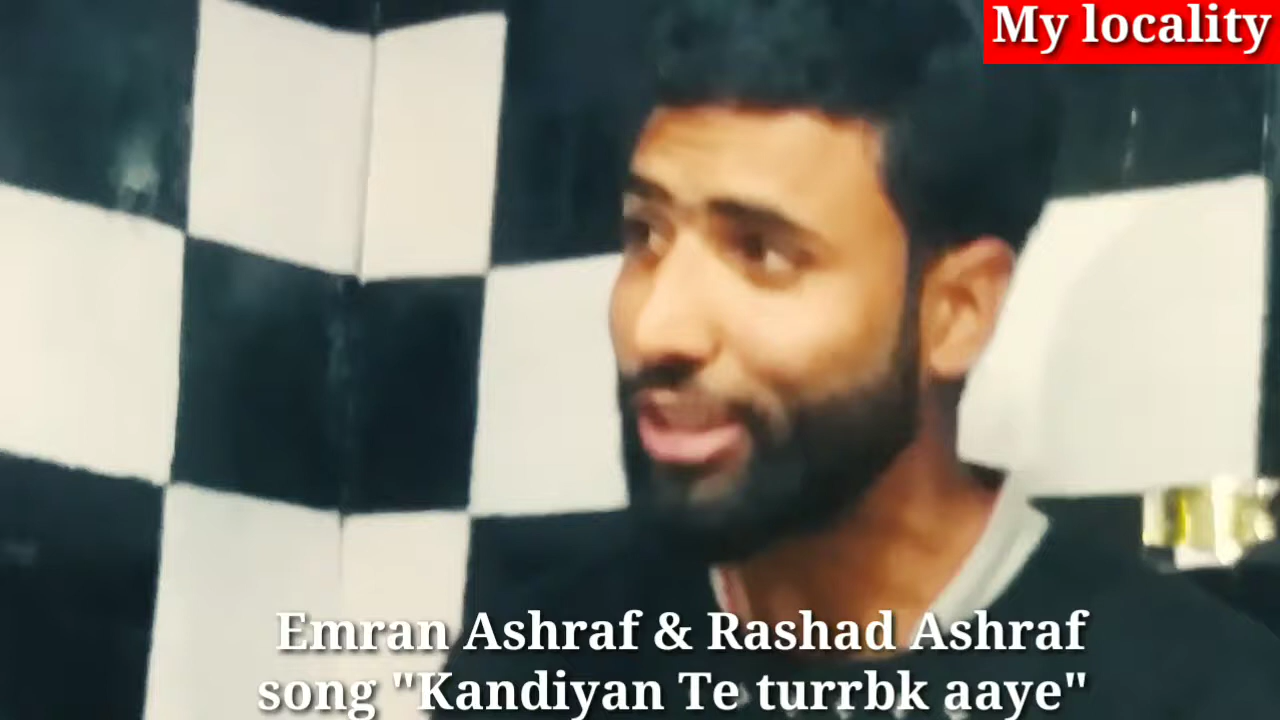 My locality
Emran Ashraf & Rashad Ashraf
song "Kandiyan Te turrbk aaye"